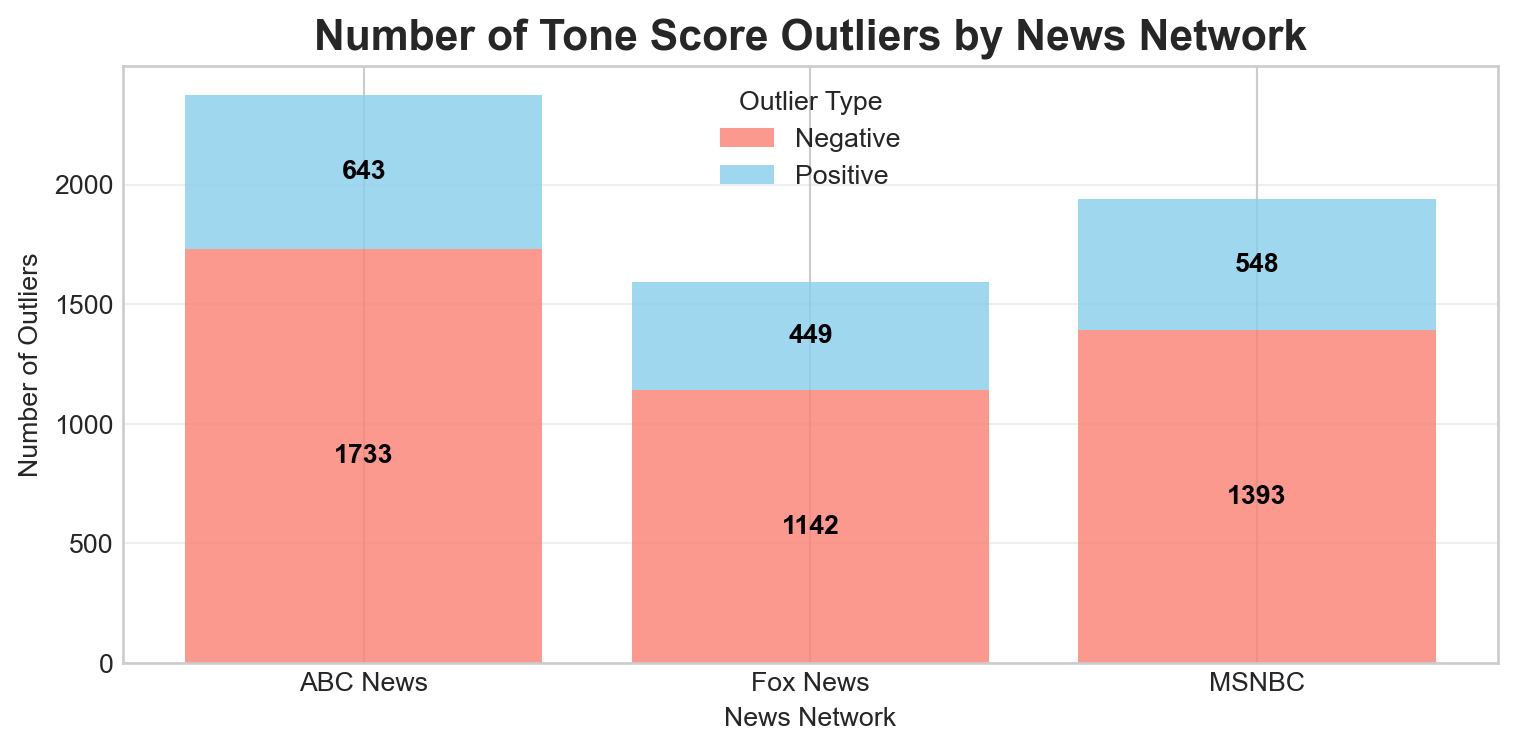 Number of Tone Score Outliers by News Network
Outlier Type
Negative
Positive
Number of Outliers
2000
1500
1000
500
0
643
1733
449
1142
548
1393
ABC News
Fox News
MSNBC
News Network